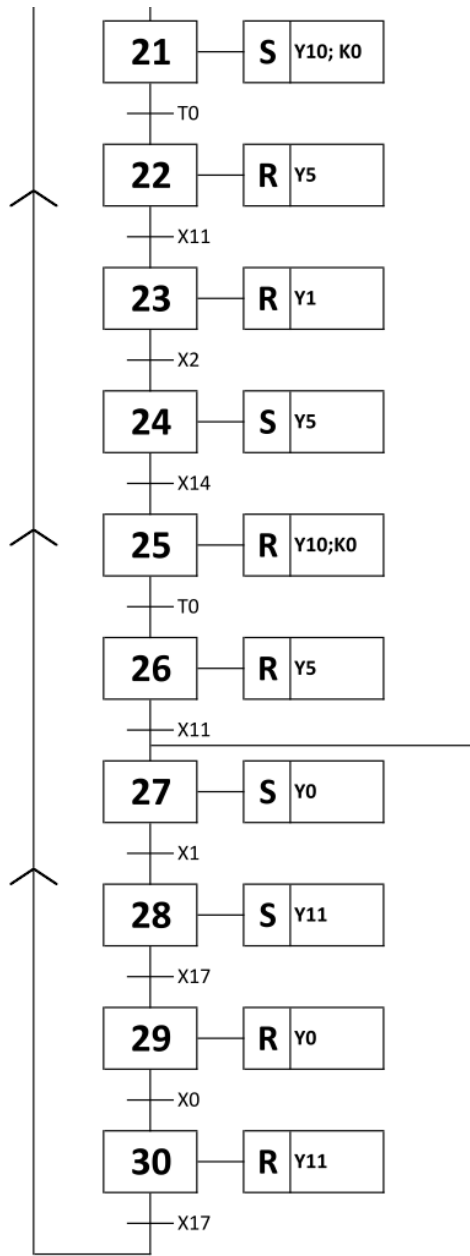 21 S Y10; K0
T0
22 R Y5
X11
23 R Y1
X2
24 S Y5
X14
25 R Y10;K0
T0
26 R Y5
X11
27 S Y0
X1
28 S Y11
X17
29 R Y0
X0
30 R Y11
X17